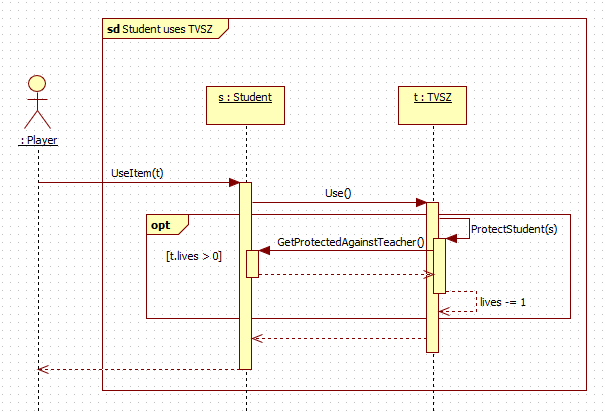 sd Student uses TVSZ
s : Student
t : TVSZ
: Player
UseItem(t)
Use()
opt
ProtectStudent(s)
GetProtectedAgainstTeacher()
[t.lives > 0]
lives -= 1